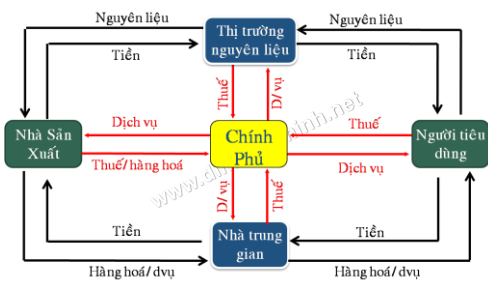 Nguyên liệu
Thị trường
nguyên liệu
Nguyên liệu
Tiền
Tiền
Thuế
D/ vụ
Dịch vụ
Thuế
Nhà Sản
Xuất
Chính
Phủ
Người tiêu
dùng
Thuế/ hàng hoá
Dịch vụ
D/ vụ
Thuế
Tiền
Nhà trung
gian
Tiền
Hàng hoá/ dvụ
Hàng hoá/ dvụ